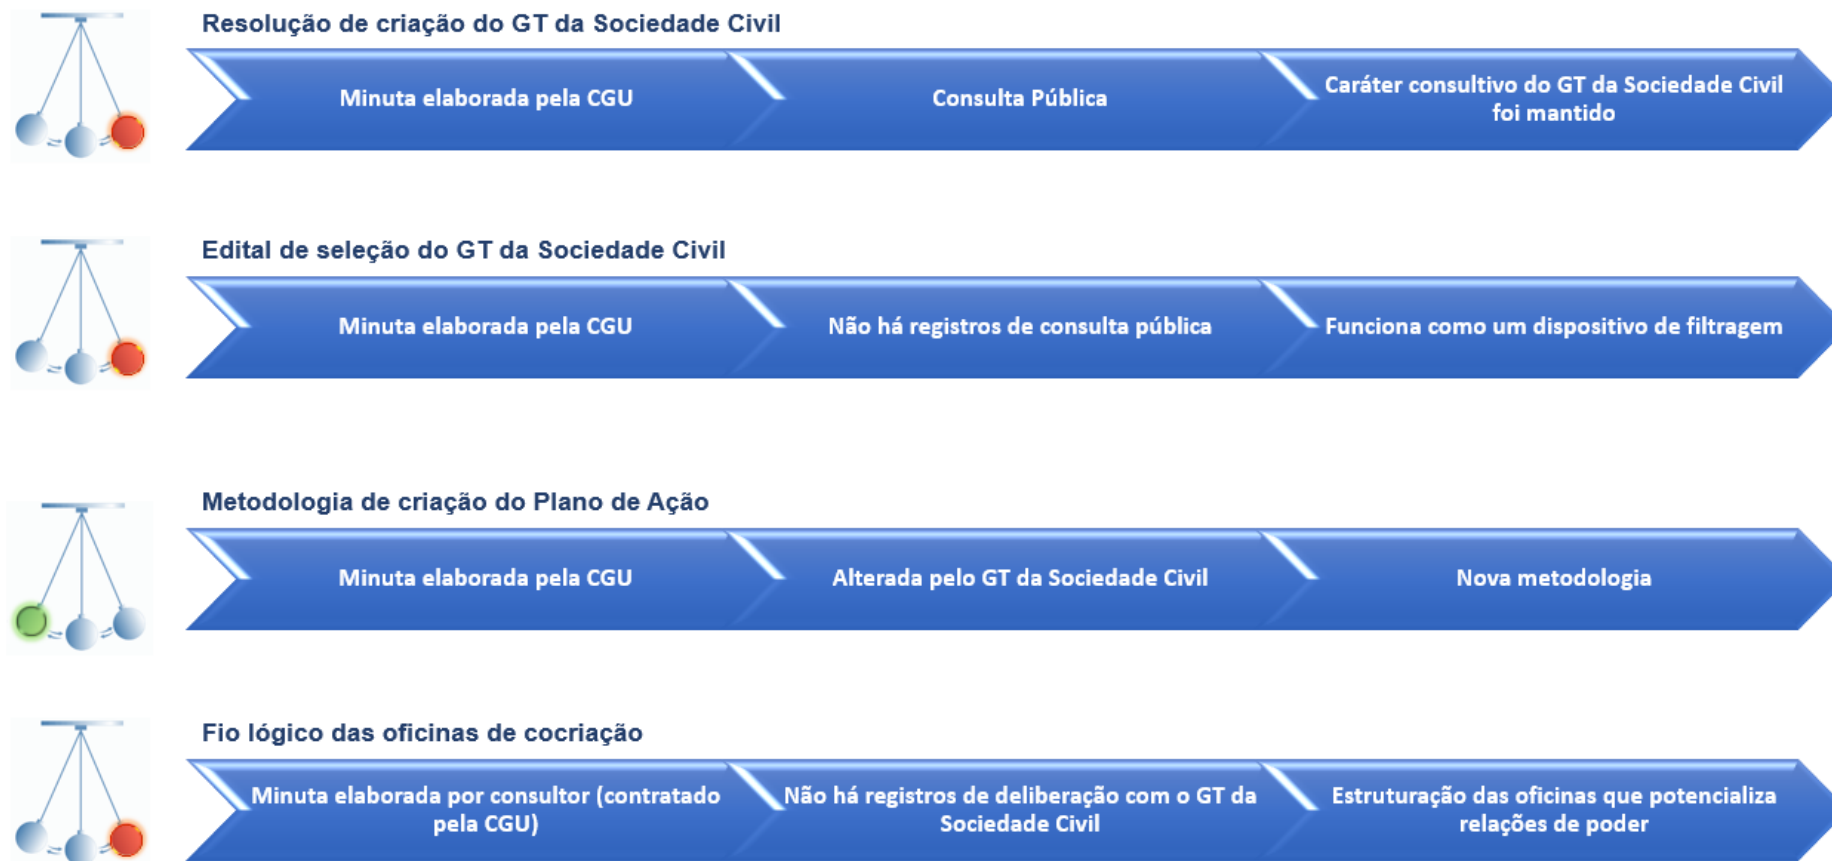 Resolução de criação do GT da Sociedade Civil
Minuta elaborada pela CGU
Consulta Pública
Caráter consultivo do GT da Sociedade Civil
foi mantido
Edital de seleção do GT da Sociedade Civil
Minuta elaborada pela CGU
Não há registros de consulta pública
Funciona como um dispositivo de filtragem
Metodologia de criação do Plano de Ação
Minuta elaborada pela CGU
Alterada pelo GT da Sociedade Civil
Nova metodologia
Fio lógico das oficinas de cocriação
Minuta elaborada por consultor (contratado
pela CGU)
Não há registros de deliberação com o GT da
Sociedade Civil
Estruturação das oficinas que potencializa
relações de poder